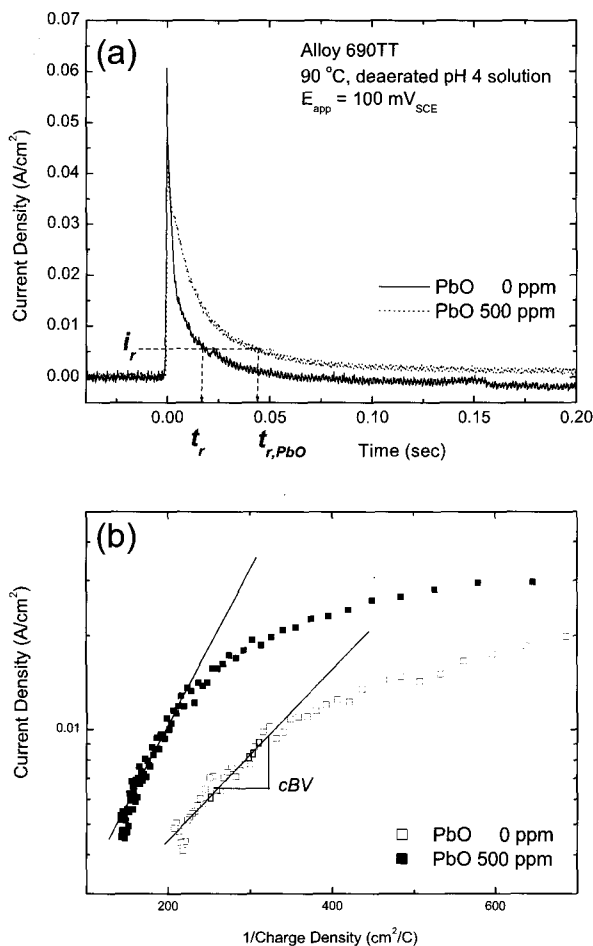 (a)
Alloy 690TT
90 °C, deaerated pH 4 solution
E_app = 100 mV_SCE
PbO 0 ppm
PbO 500 ppm
Current Density (A/cm²)
0.07
0.06
0.05
0.04
0.03
0.02
0.01
0.00
i_r
0.00
0.05
0.10
0.15
0.20
t_r
t_r,PbO
Time (sec)
(b)
Current Density (A/cm²)
0.01
cBV
PbO 0 ppm
PbO 500 ppm
200
400
600
1/Charge Density (cm²/C)